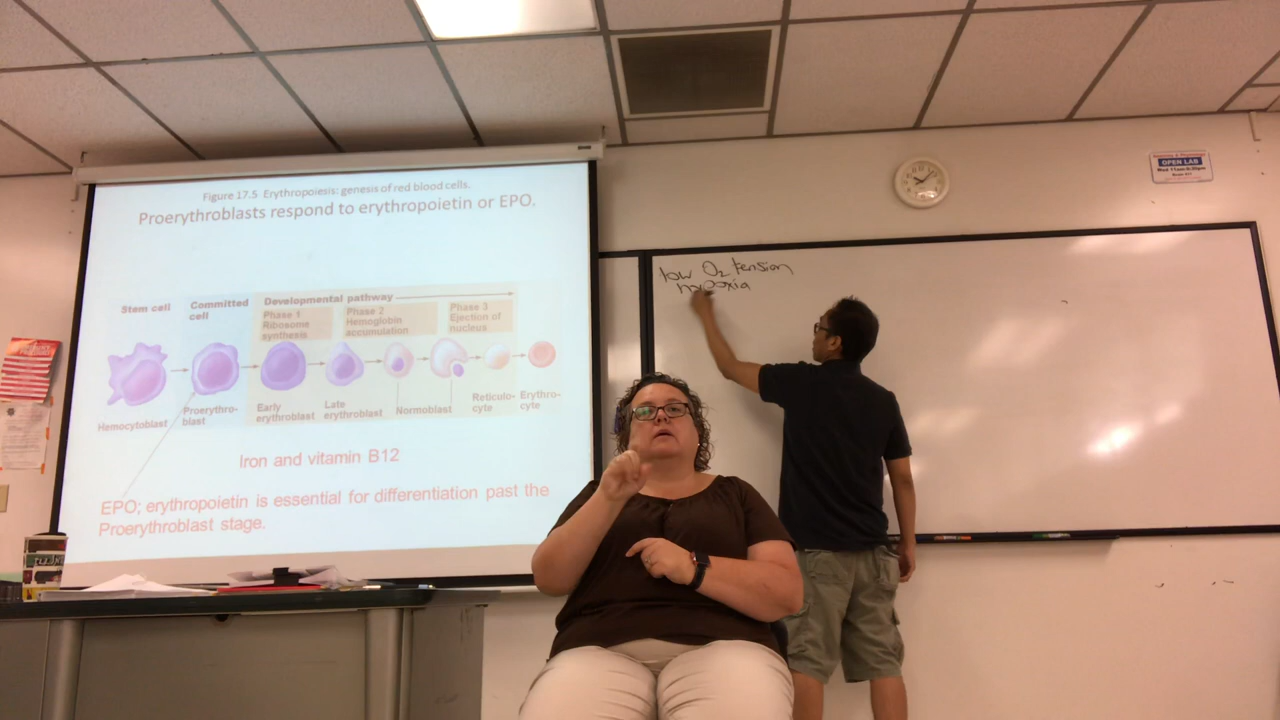 Figure 17.5 Erythropoiesis: genesis of red blood cells.
Proerythroblasts respond to erythropoietin or EPO.
Stem cell
Committed
cell
Developmental pathway
Phase 1
Ribosome
synthesis
Phase 2
Hemoglobin
accumulation
Phase 3
Ejection of
nucleus
Hemocytoblast
Proerythro-
blast
Early
erythroblast
Late
erythroblast
Normoblast
Reticulo-
cyte
Erythro-
cyte
Iron and vitamin B12
EPO; erythropoietin is essential for differentiation past the
Proerythroblast stage.
low O2 tension
hypoxia
OPEN LAB